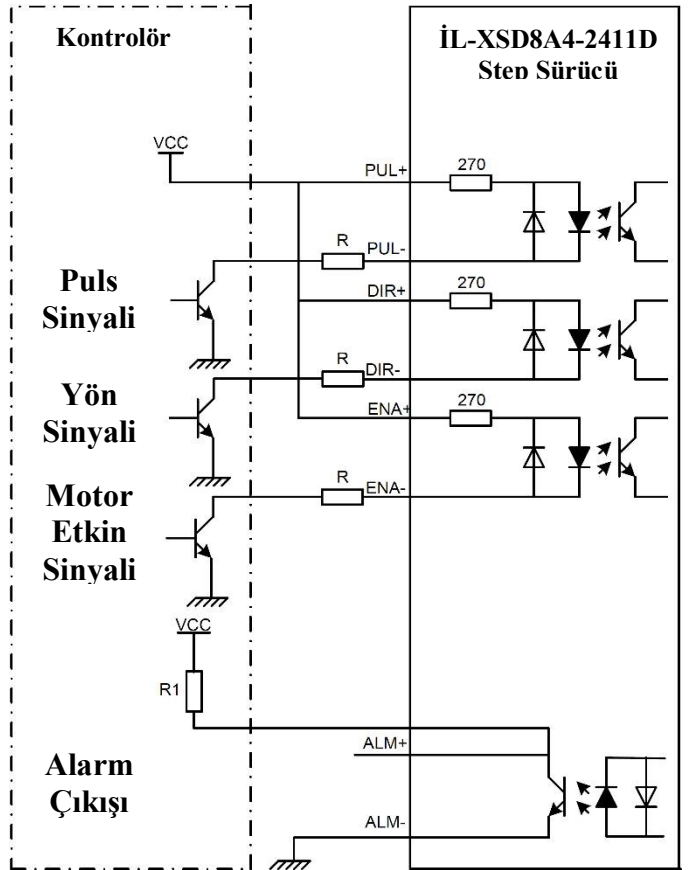 Kontrolör
İL-XSD8A4-2411D
Step Sürücü
VCC
PUL+
270
R
PUL-
Puls
Sinyali
DIR+
270
R
DIR-
Yön
Sinyali
ENA+
270
R
ENA-
Motor
Etkin
Sinyali
VCC
R1
ALM+
Alarm
Çıkışı
ALM-